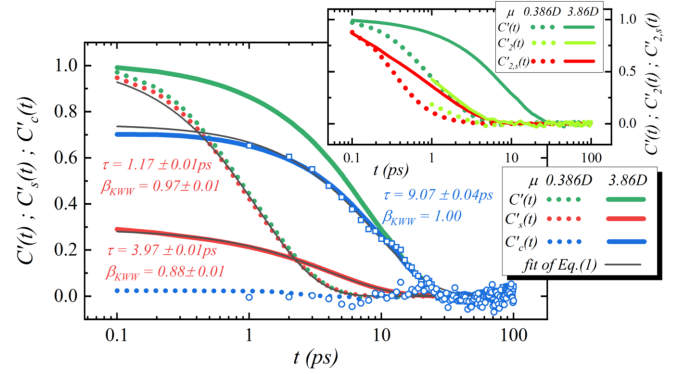 μ 0.386D 3.86D
C'(t)
C'₂(t)
C'₂,ₛ(t)
1.0
0.5
0.0
0.1 1 10 100
t (ps)
C'(t) ; C'₂(t) ; C'₂,ₛ(t)
1.0
0.8
0.6
0.4
0.2
0.0
C'(t) ; C'ₛ(t) ; C'_c(t)
τ = 1.17 ±0.01ps
β_KWW = 0.97±0.01
τ = 9.07 ±0.04ps
β_KWW = 1.00
τ = 3.97 ±0.01ps
β_KWW = 0.88±0.01
μ 0.386D 3.86D
C'(t)
C'ₛ(t)
C'_c(t)
fit of Eq.(1)
0.1 1 10 100
t (ps)